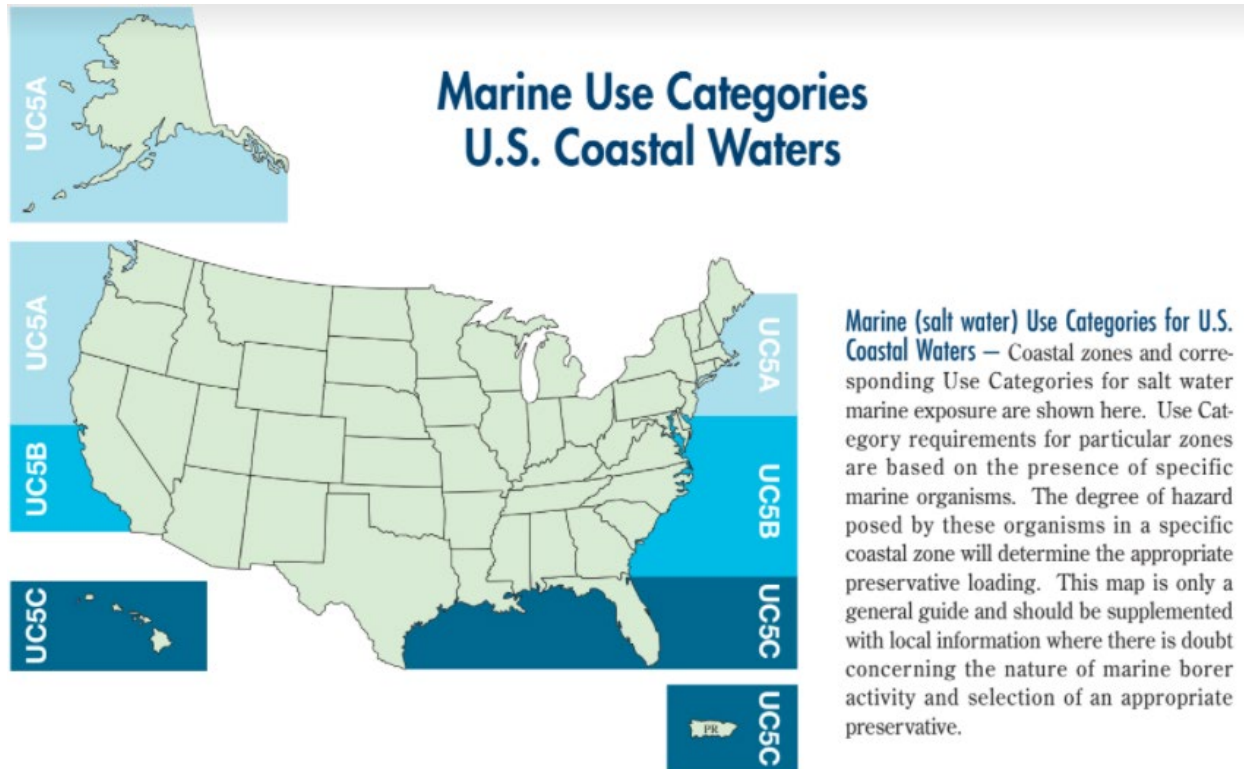 Marine Use Categories
U.S. Coastal Waters
UC5A
UC5A
UC5A
UC5B
UC5B
UC5C
UC5C
PR
UC5C
Marine (salt water) Use Categories for U.S.
Coastal Waters — Coastal zones and corre-
sponding Use Categories for salt water
marine exposure are shown here. Use Cat-
egory requirements for particular zones
are based on the presence of specific
marine organisms. The degree of hazard
posed by these organisms in a specific
coastal zone will determine the appropriate
preservative loading. This map is only a
general guide and should be supplemented
with local information where there is doubt
concerning the nature of marine borer
activity and selection of an appropriate
preservative.